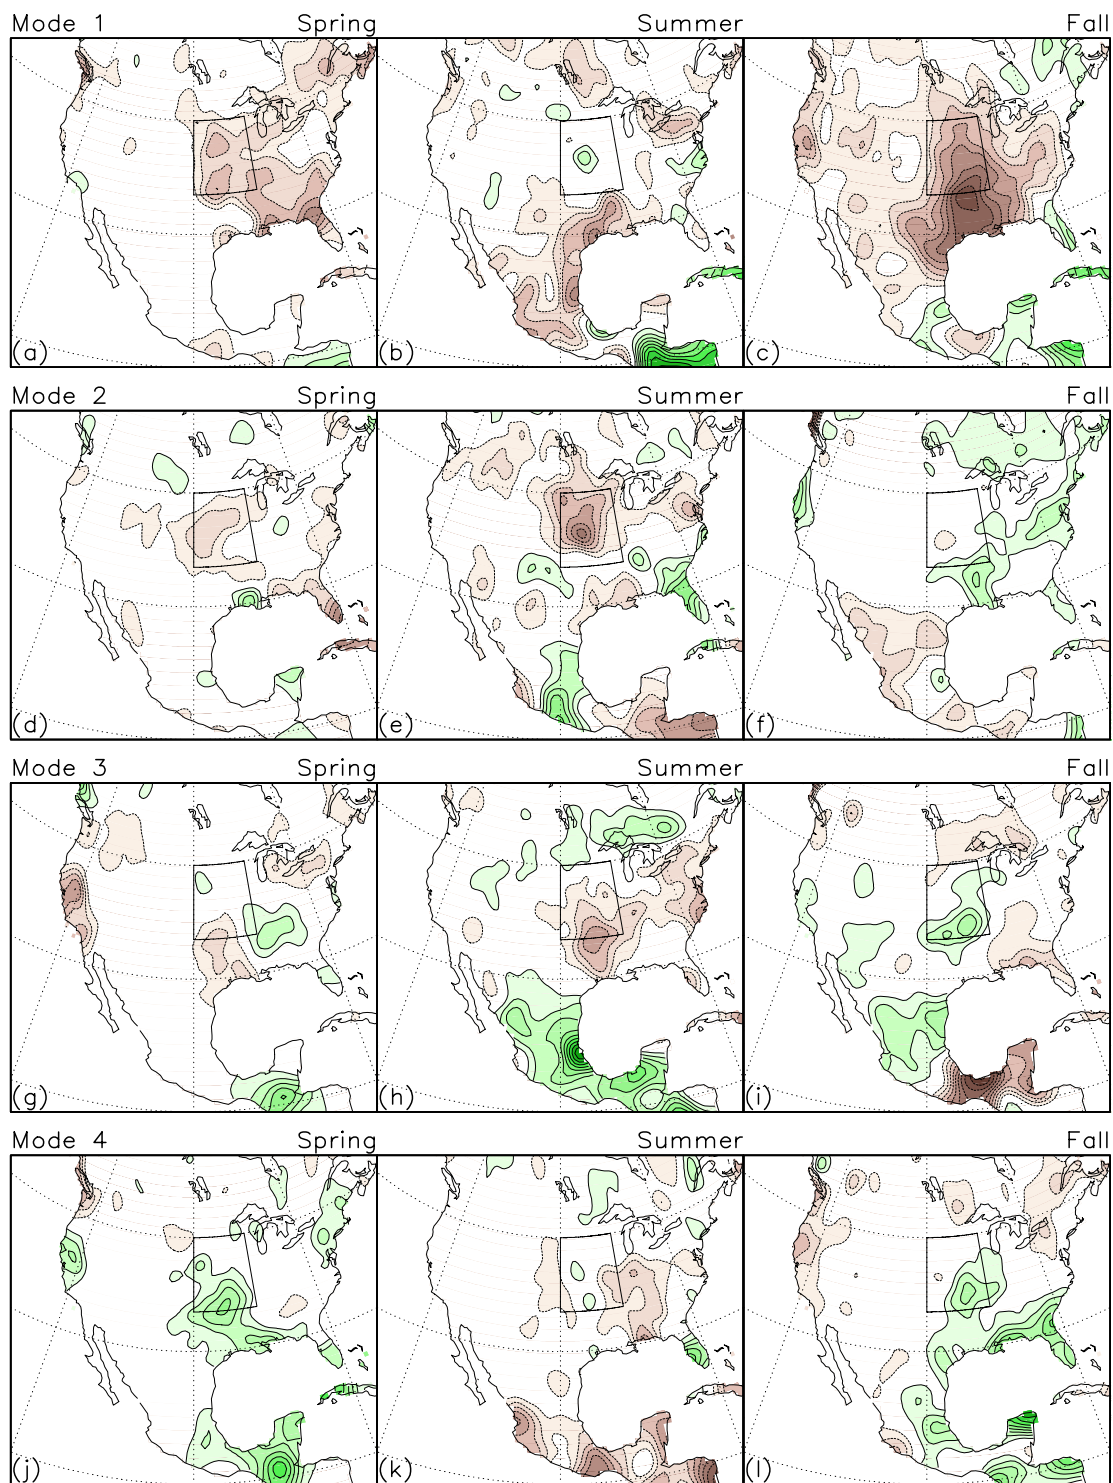 Mode 1 Spring Summer Fall
(a) (b) (c)
Mode 2 Spring Summer Fall
(d) (e) (f)
Mode 3 Spring Summer Fall
(g) (h) (i)
Mode 4 Spring Summer Fall
(j) (k) (l)